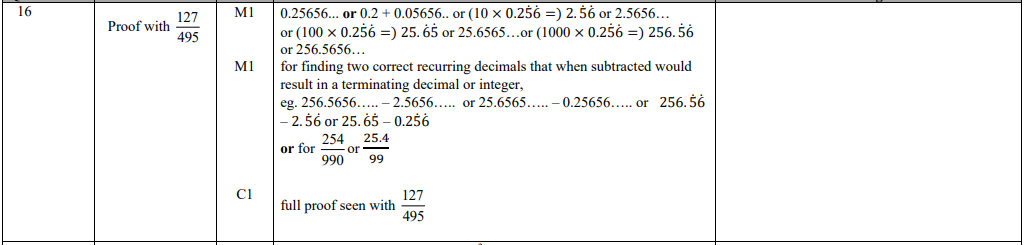 16
Proof with 127/495
M1
0.25656... or 0.2 + 0.05656.. or (10 × 0.25̇6̇ =) 2.5̇6̇ or 2.5656…
or (100 × 0.25̇6̇ =) 25.6̇5̇ or 25.6565…or (1000 × 0.25̇6̇ =) 256.5̇6̇
or 256.5656…
M1
for finding two correct recurring decimals that when subtracted would
result in a terminating decimal or integer,
eg. 256.5656….. – 2.5656….. or 25.6565….. – 0.25656….. or 256.5̇6̇
– 2.5̇6̇ or 25.6̇5̇ – 0.25̇6̇
or for 254/990 or 25.4/99
C1
full proof seen with 127/495